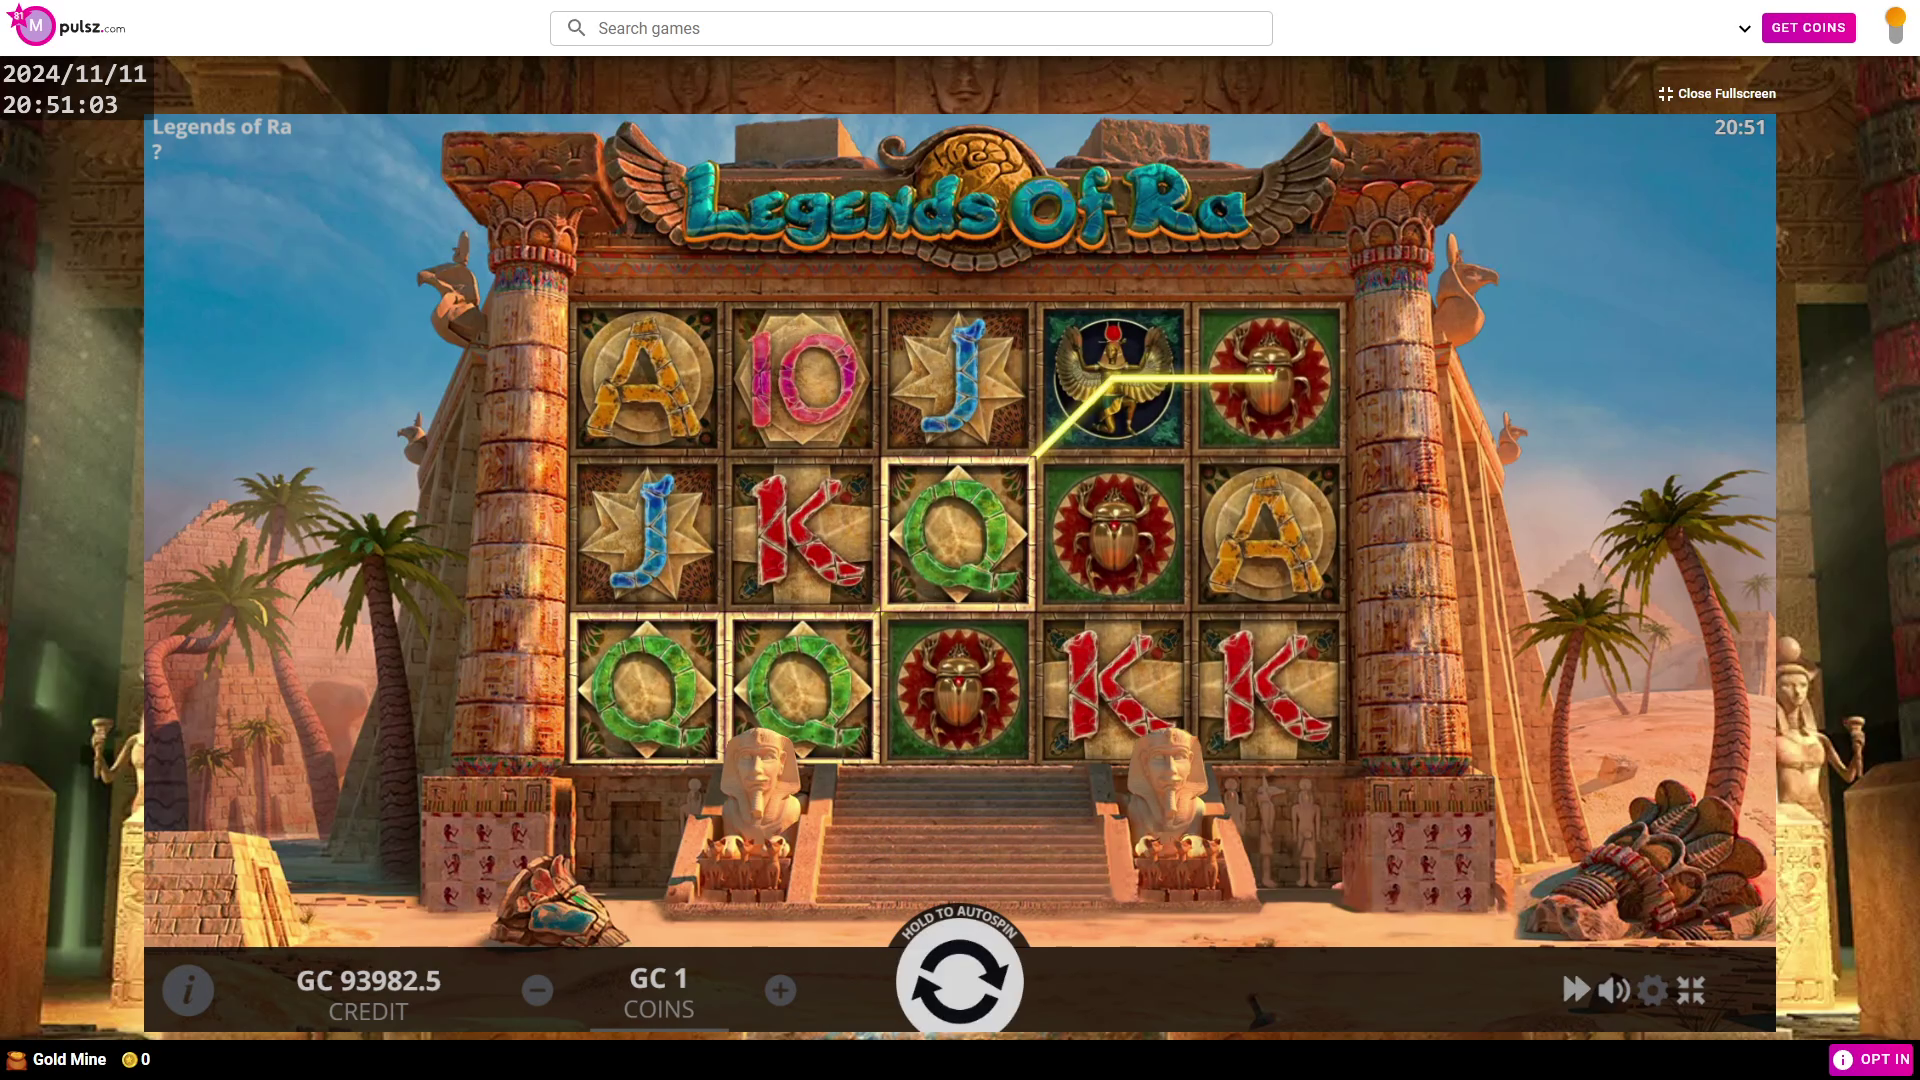 81
M
pulsz.com
Search games
GET COINS
2024/11/11
20:51:03
Close Fullscreen
Legends of Ra
20:51
?
Legends Of Ra
A 10 J
J K Q A
Q Q K K
HOLD TO AUTOSPIN
i
GC 93982.5
CREDIT
GC 1
COINS
Gold Mine
0
i OPT IN